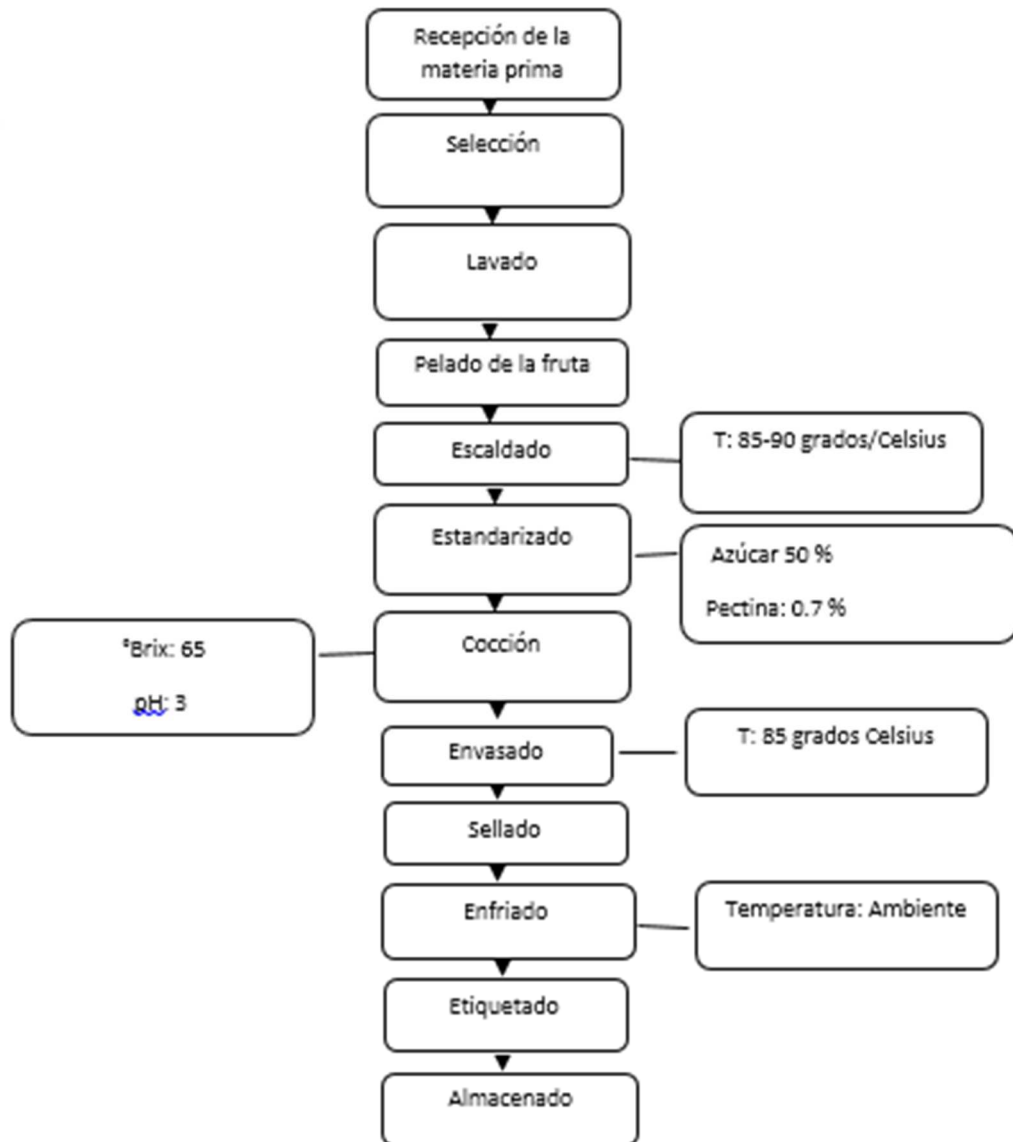 Recepción de la
materia prima
Selección
Lavado
Pelado de la fruta
Escaldado
T: 85-90 grados/Celsius
Estandarizado
Azúcar 50 %
Pectina: 0.7 %
Cocción
°Brix: 65
pH: 3
Envasado
T: 85 grados Celsius
Sellado
Enfriado
Temperatura: Ambiente
Etiquetado
Almacenado